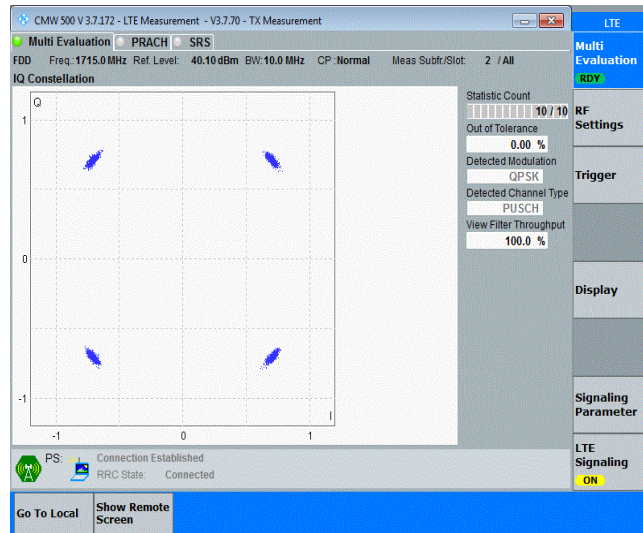 CMW 500 V 3.7.172 - LTE Measurement - V3.7.70 - TX Measurement
LTE
Multi Evaluation PRACH SRS
FDD Freq.: 1715.0 MHz Ref. Level: 40.10 dBm BW: 10.0 MHz CP : Normal Meas Subfr./Slot: 2 / All
IQ Constellation
Q
1
0
-1
I
-1 0 1
Statistic Count
10 / 10
Out of Tolerance
0.00 %
Detected Modulation
QPSK
Detected Channel Type
PUSCH
View Filter Throughput
100.0 %
Multi
Evaluation
RDY
RF
Settings
Trigger
Display
Signaling
Parameter
LTE
Signaling
ON
PS: Connection Established
RRC State: Connected
Go To Local
Show Remote
Screen